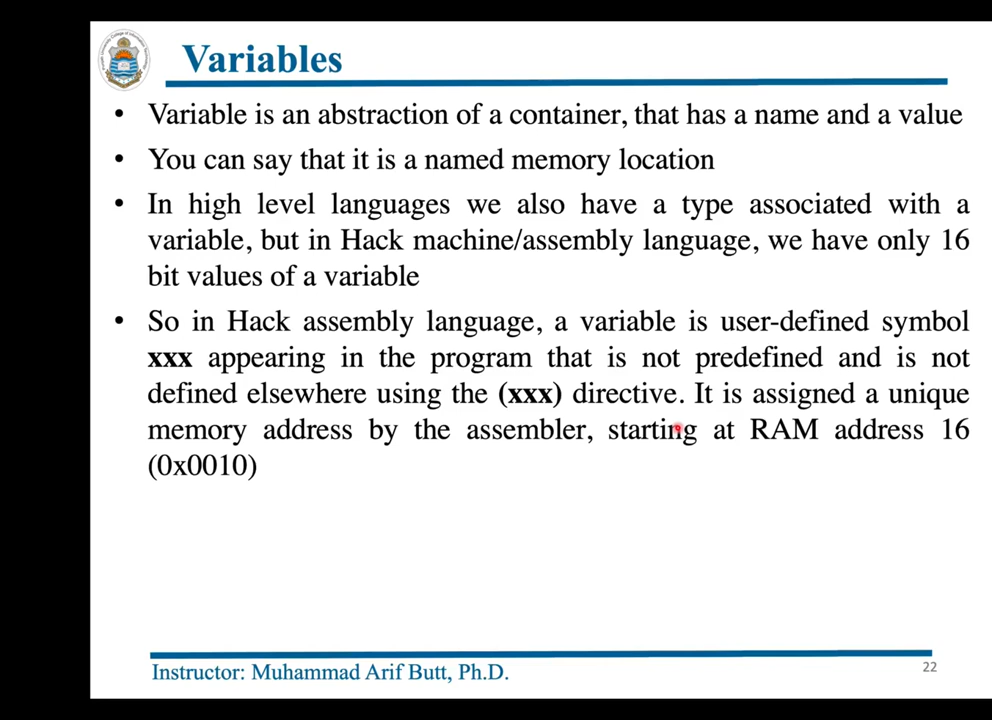 Variables
• Variable is an abstraction of a container, that has a name and a value
• You can say that it is a named memory location
• In high level languages we also have a type associated with a
variable, but in Hack machine/assembly language, we have only 16
bit values of a variable
• So in Hack assembly language, a variable is user-defined symbol
xxx appearing in the program that is not predefined and is not
defined elsewhere using the (xxx) directive. It is assigned a unique
memory address by the assembler, starting at RAM address 16
(0x0010)
Instructor: Muhammad Arif Butt, Ph.D.
22